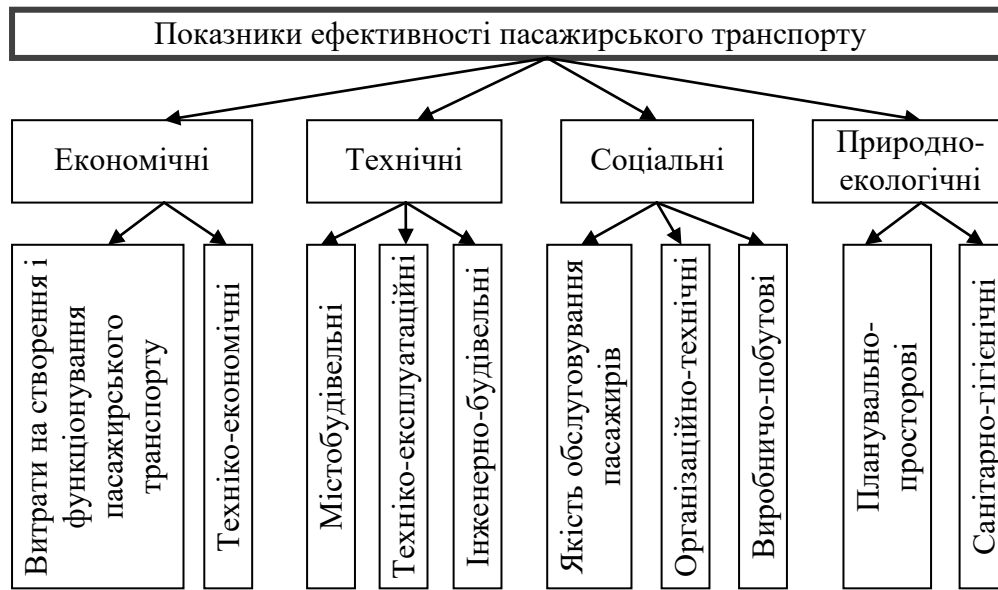 Показники ефективності пасажирського транспорту
Економічні
Технічні
Соціальні
Природно-
екологічні
Витрати на створення і
функціонування
пасажирського
транспорту
Техніко-економічні
Містобудівельні
Техніко-експлуатаційні
Інженерно-будівельні
Якість обслуговування
пасажирів
Організаційно-технічні
Виробничо-побутові
Планувально-
просторові
Санітарно-гігієнічні